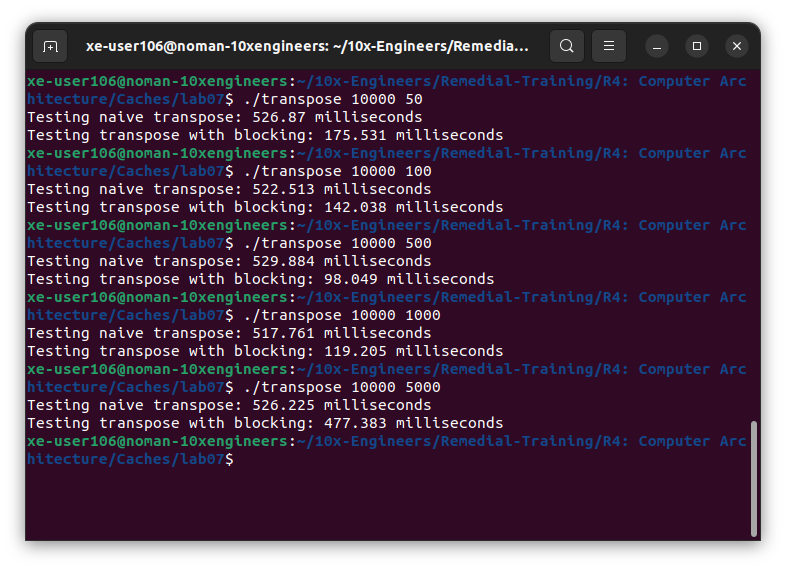 xe-user106@noman-10xengineers: ~/10x-Engineers/Remedia...
xe-user106@noman-10xengineers:~/10x-Engineers/Remedial-Training/R4: Computer Arc
hitecture/Caches/lab07$ ./transpose 10000 50
Testing naive transpose: 526.87 milliseconds
Testing transpose with blocking: 175.531 milliseconds
xe-user106@noman-10xengineers:~/10x-Engineers/Remedial-Training/R4: Computer Arc
hitecture/Caches/lab07$ ./transpose 10000 100
Testing naive transpose: 522.513 milliseconds
Testing transpose with blocking: 142.038 milliseconds
xe-user106@noman-10xengineers:~/10x-Engineers/Remedial-Training/R4: Computer Arc
hitecture/Caches/lab07$ ./transpose 10000 500
Testing naive transpose: 529.884 milliseconds
Testing transpose with blocking: 98.049 milliseconds
xe-user106@noman-10xengineers:~/10x-Engineers/Remedial-Training/R4: Computer Arc
hitecture/Caches/lab07$ ./transpose 10000 1000
Testing naive transpose: 517.761 milliseconds
Testing transpose with blocking: 119.205 milliseconds
xe-user106@noman-10xengineers:~/10x-Engineers/Remedial-Training/R4: Computer Arc
hitecture/Caches/lab07$ ./transpose 10000 5000
Testing naive transpose: 526.225 milliseconds
Testing transpose with blocking: 477.383 milliseconds
xe-user106@noman-10xengineers:~/10x-Engineers/Remedial-Training/R4: Computer Arc
hitecture/Caches/lab07$